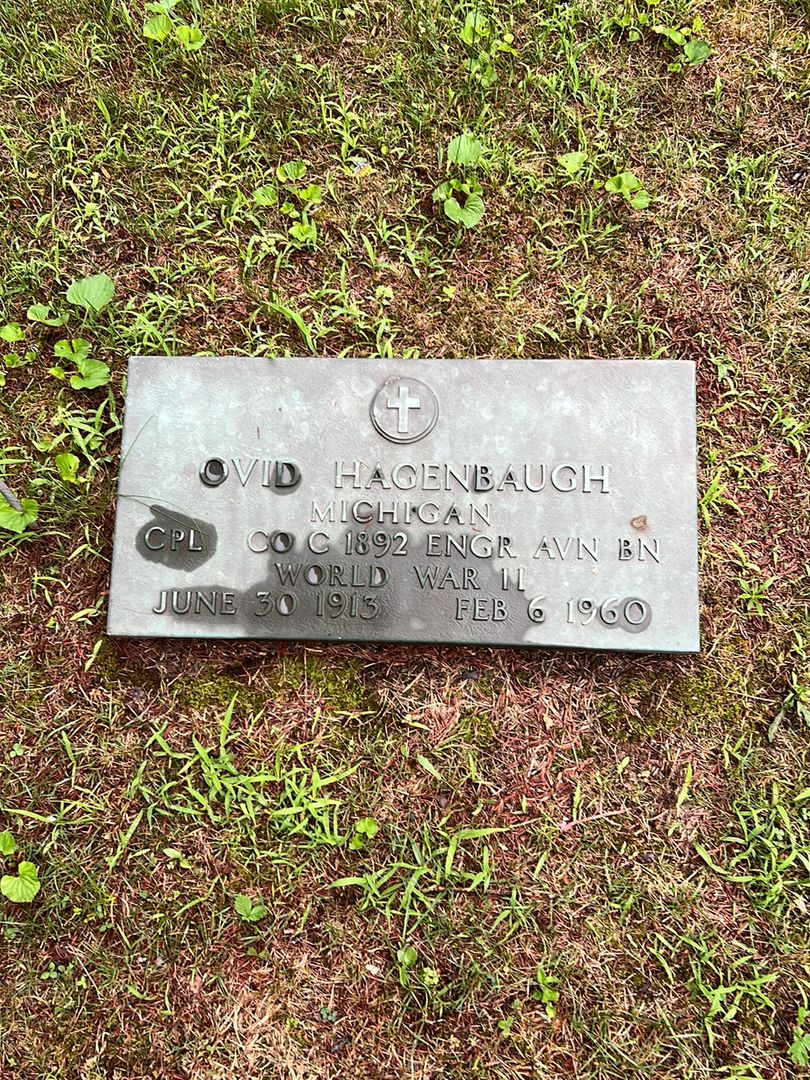 OVID HAGENBAUGH
MICHIGAN
CPL CO C 1892 ENGR AVN BN
WORLD WAR II
JUNE 30 1913 FEB 6 1960